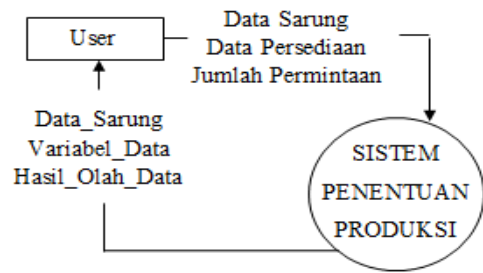 User
Data Sarung
Data Persediaan
Jumlah Permintaan
Data_Sarung
Variabel_Data
Hasil_Olah_Data
SISTEM
PENENTUAN
PRODUKSI